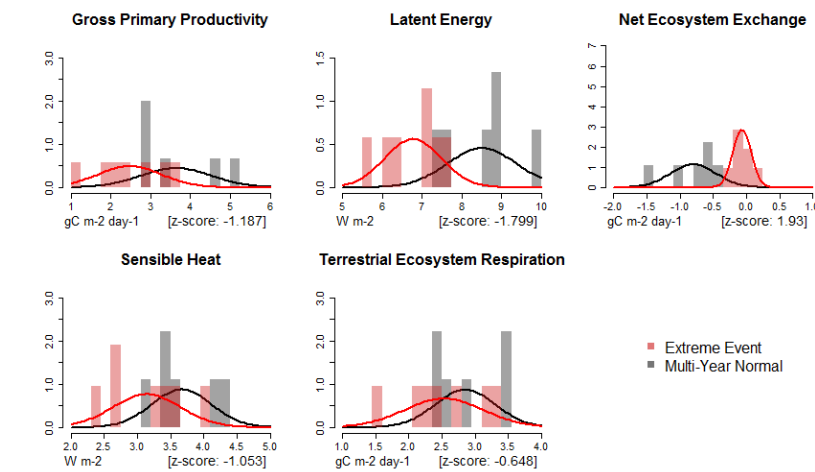 Gross Primary Productivity
0.0 1.0 2.0 3.0
1 2 3 4 5 6
gC m-2 day-1 [z-score: -1.187]
Latent Energy
0.0 0.5 1.0 1.5
5 6 7 8 9 10
W m-2 [z-score: -1.799]
Net Ecosystem Exchange
0 1 2 3 4 5 6 7
-2.0 -1.5 -1.0 -0.5 0.0 0.5 1.0
gC m-2 day-1 [z-score: 1.93]
Sensible Heat
0.0 1.0 2.0 3.0
2.0 2.5 3.0 3.5 4.0 4.5 5.0
W m-2 [z-score: -1.053]
Terrestrial Ecosystem Respiration
0.0 1.0 2.0 3.0
1.0 1.5 2.0 2.5 3.0 3.5 4.0
gC m-2 day-1 [z-score: -0.648]
Extreme Event
Multi-Year Normal